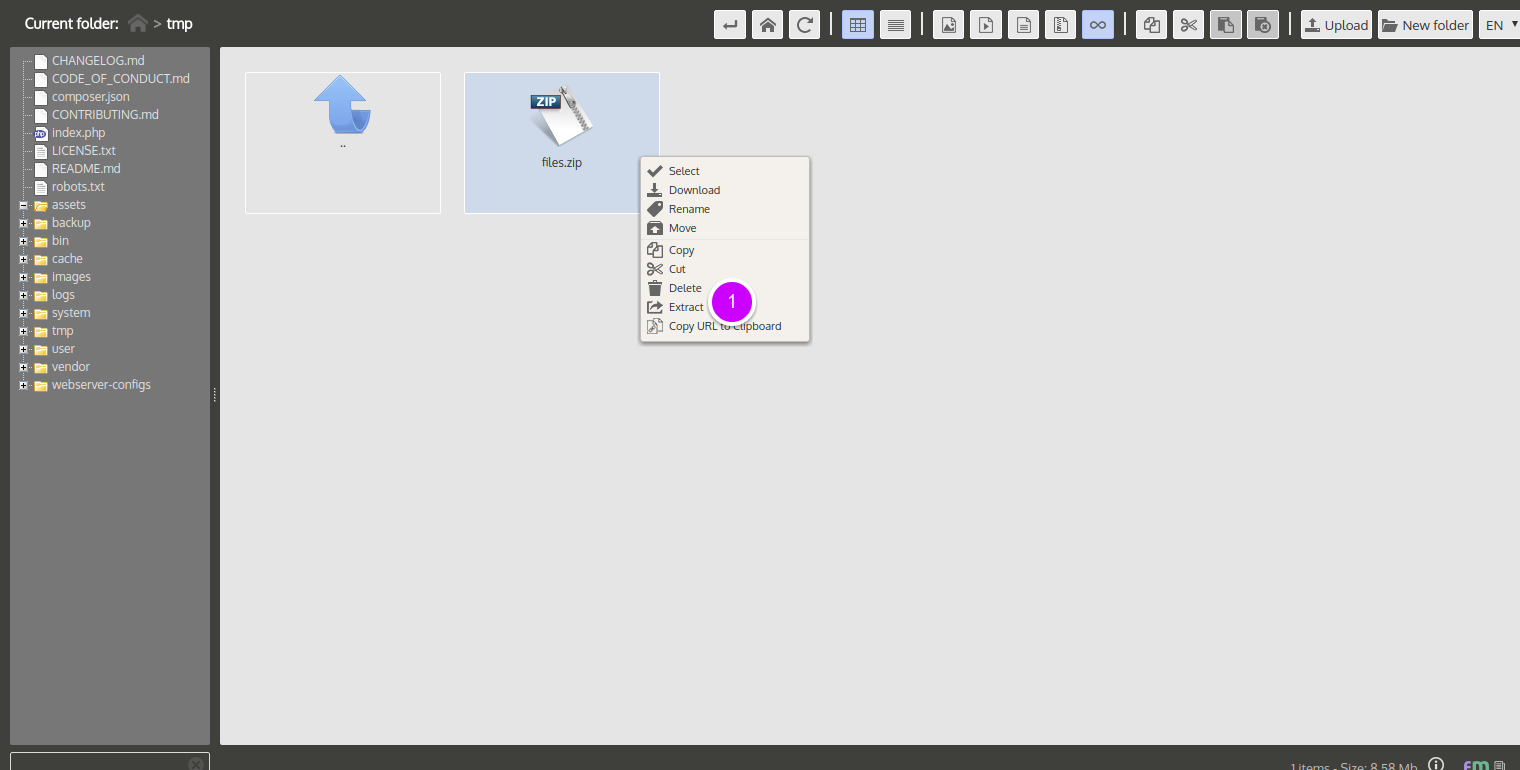 Current folder: > tmp
Upload
New folder
EN
CHANGELOG.md
CODE_OF_CONDUCT.md
composer.json
CONTRIBUTING.md
index.php
LICENSE.txt
README.md
robots.txt
assets
backup
bin
cache
images
logs
system
tmp
user
vendor
webserver-configs
..
ZIP
files.zip
Select
Download
Rename
Move
Copy
Cut
Delete
Extract
1
Copy URL to Clipboard
1 items - Size: 8.58 Mb